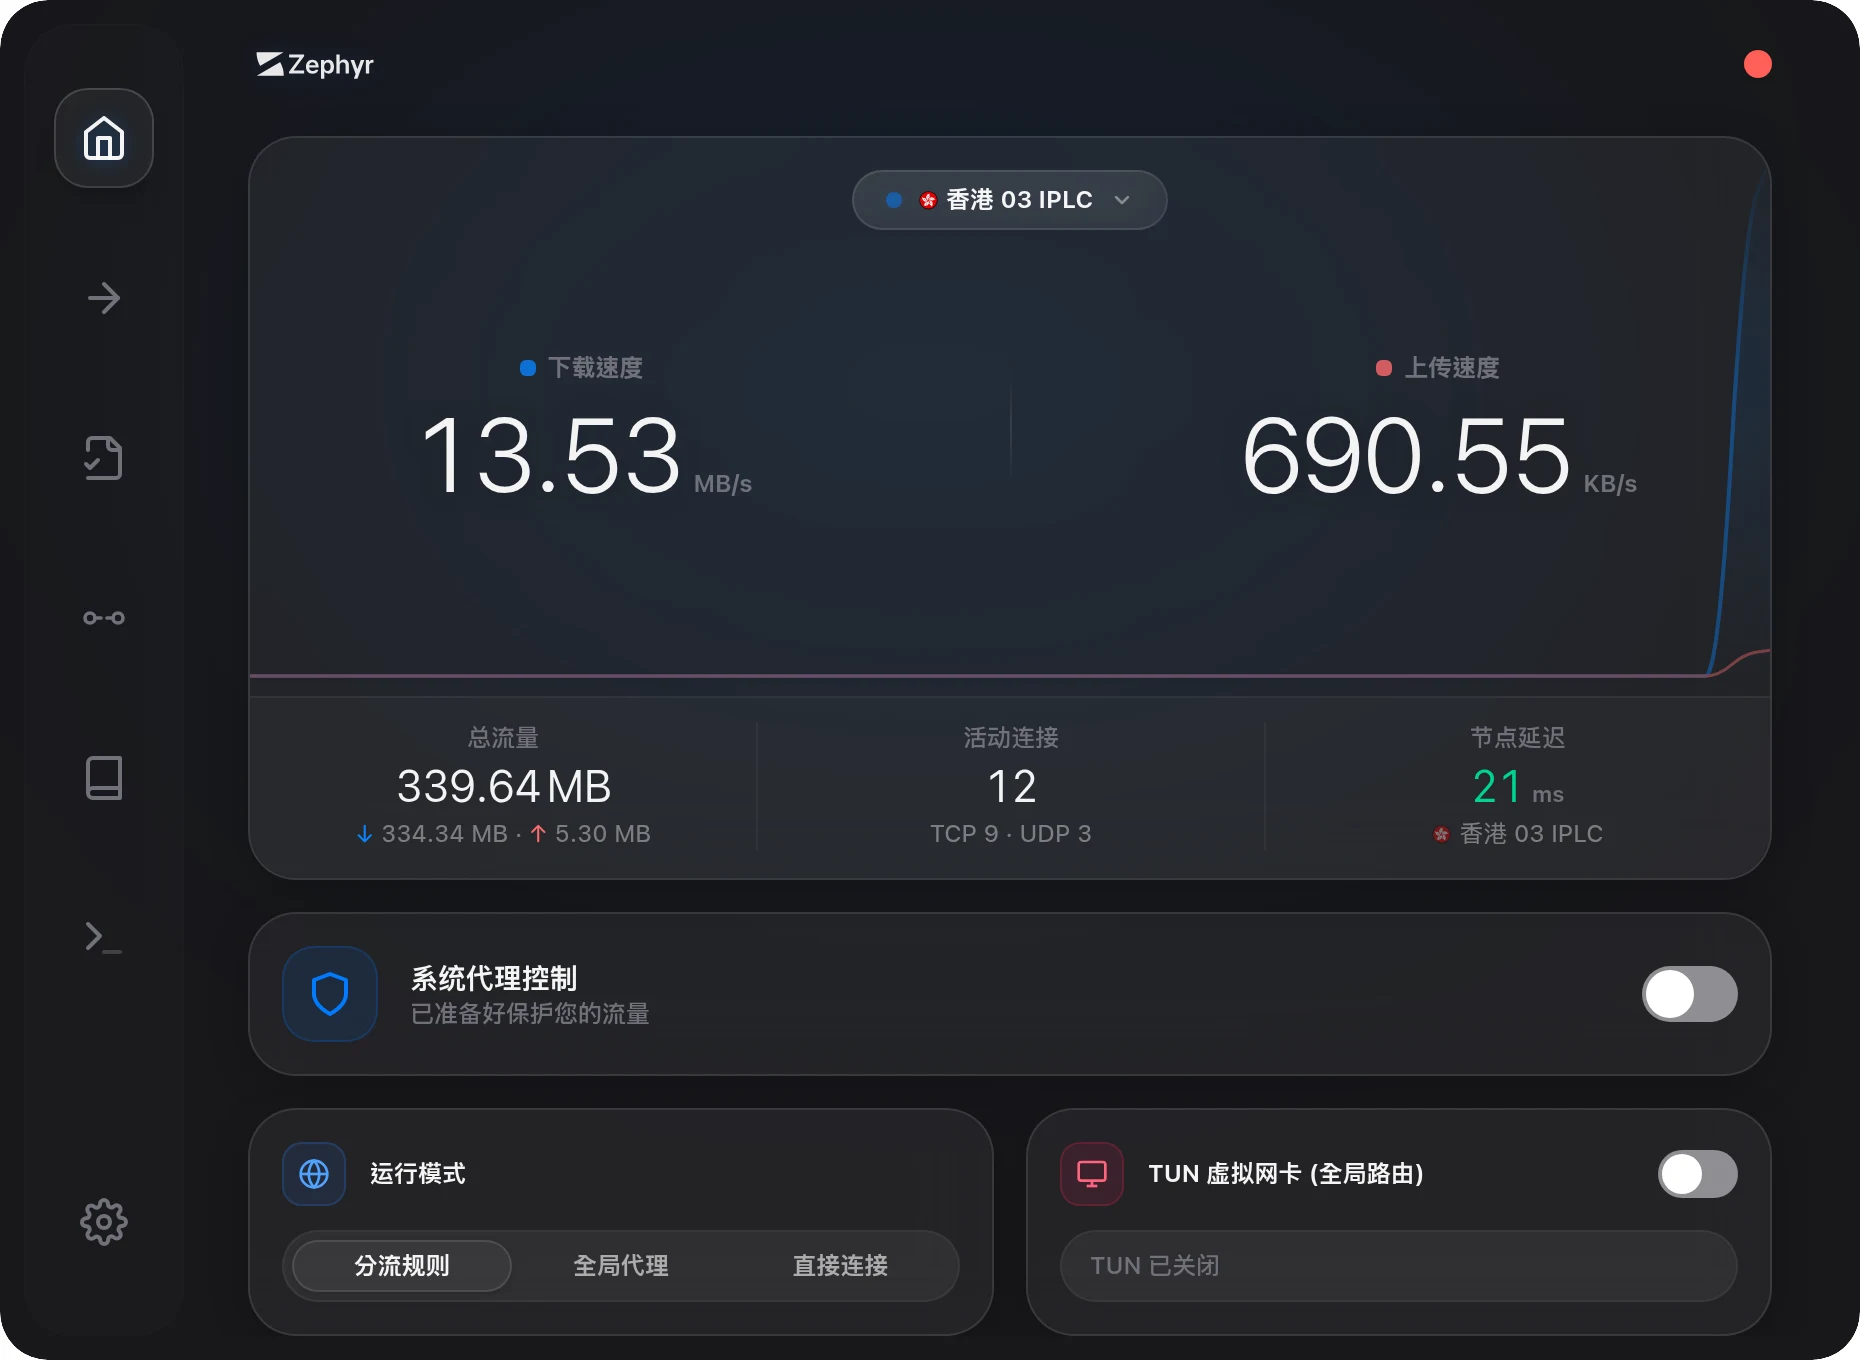 Zephyr
香港 03 IPLC
下载速度
13.53 MB/s
上传速度
690.55 KB/s
总流量
339.64 MB
↓ 334.34 MB · ↑ 5.30 MB
活动连接
12
TCP 9 · UDP 3
节点延迟
21 ms
香港 03 IPLC
系统代理控制
已准备好保护您的流量
运行模式
分流规则 全局代理 直接连接
TUN 虚拟网卡 (全局路由)
TUN 已关闭